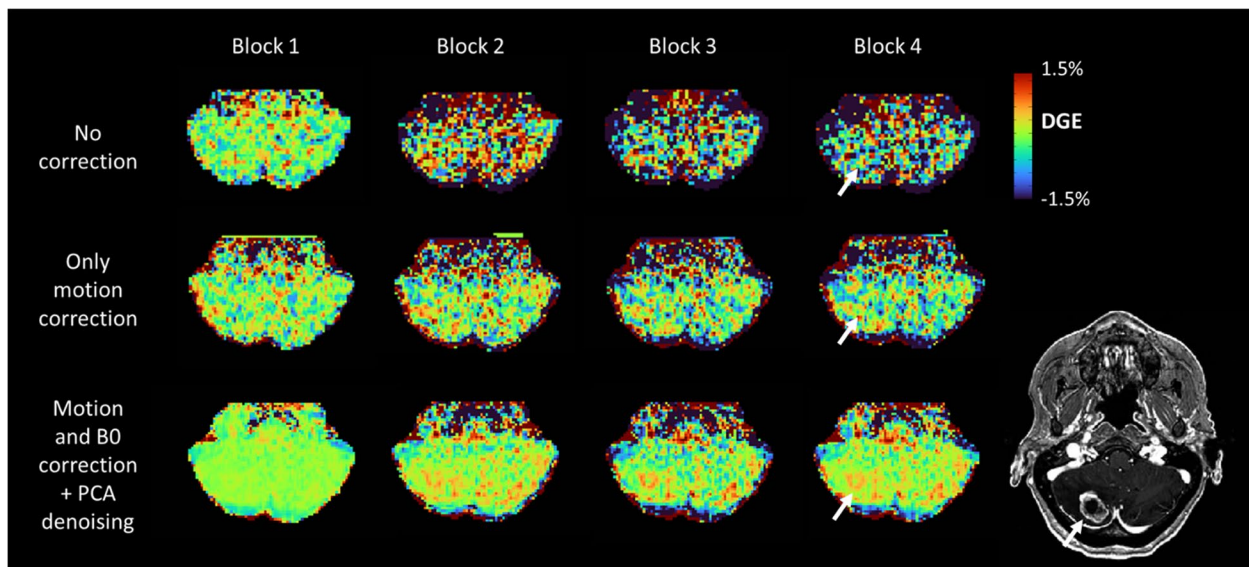 Block 1
Block 2
Block 3
Block 4
1.5%
DGE
-1.5%
No
correction
Only
motion
correction
Motion
and B0
correction
+ PCA
denoising